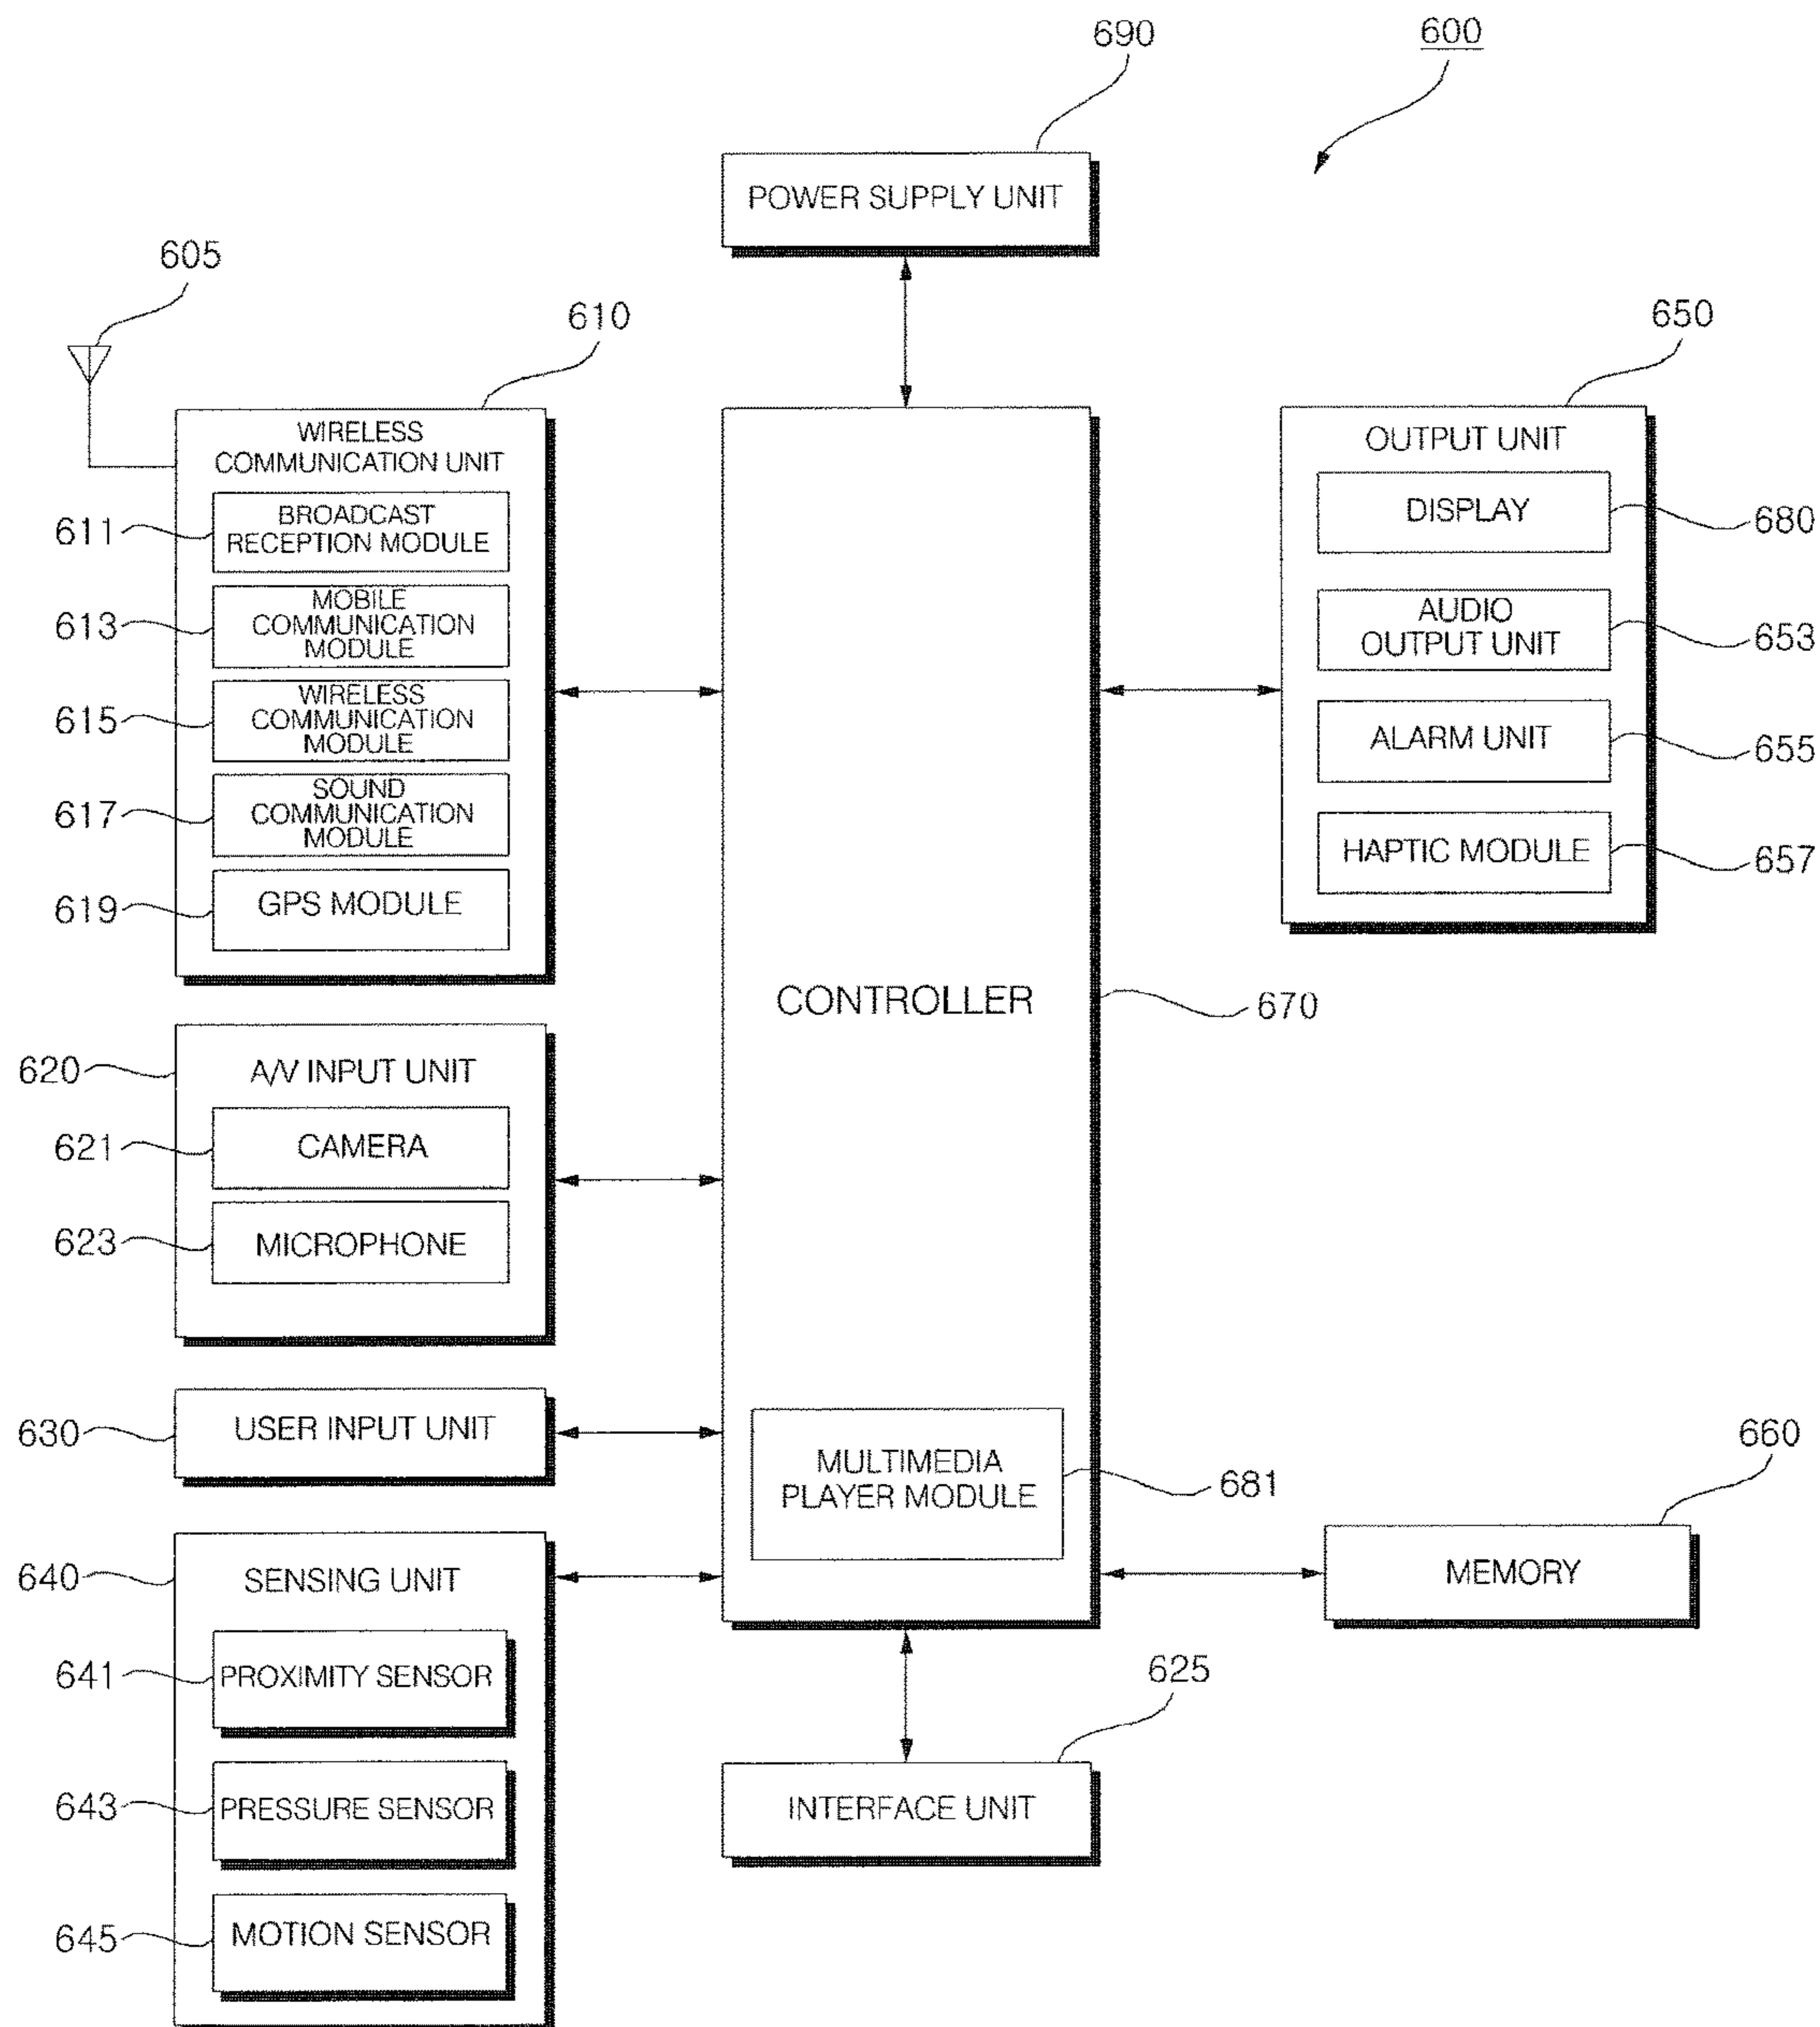 690
600
POWER SUPPLY UNIT
605
610
650
WIRELESS
COMMUNICATION UNIT
611
BROADCAST
RECEPTION MODULE
613
MOBILE
COMMUNICATION
MODULE
615
WIRELESS
COMMUNICATION
MODULE
617
SOUND
COMMUNICATION
MODULE
619
GPS MODULE
OUTPUT UNIT
DISPLAY
680
AUDIO
OUTPUT UNIT
653
ALARM UNIT
655
HAPTIC MODULE
657
CONTROLLER
670
620
A/V INPUT UNIT
621
CAMERA
623
MICROPHONE
630
USER INPUT UNIT
MULTIMEDIA
PLAYER MODULE
681
660
MEMORY
640
SENSING UNIT
641
PROXIMITY SENSOR
643
PRESSURE SENSOR
645
MOTION SENSOR
625
INTERFACE UNIT